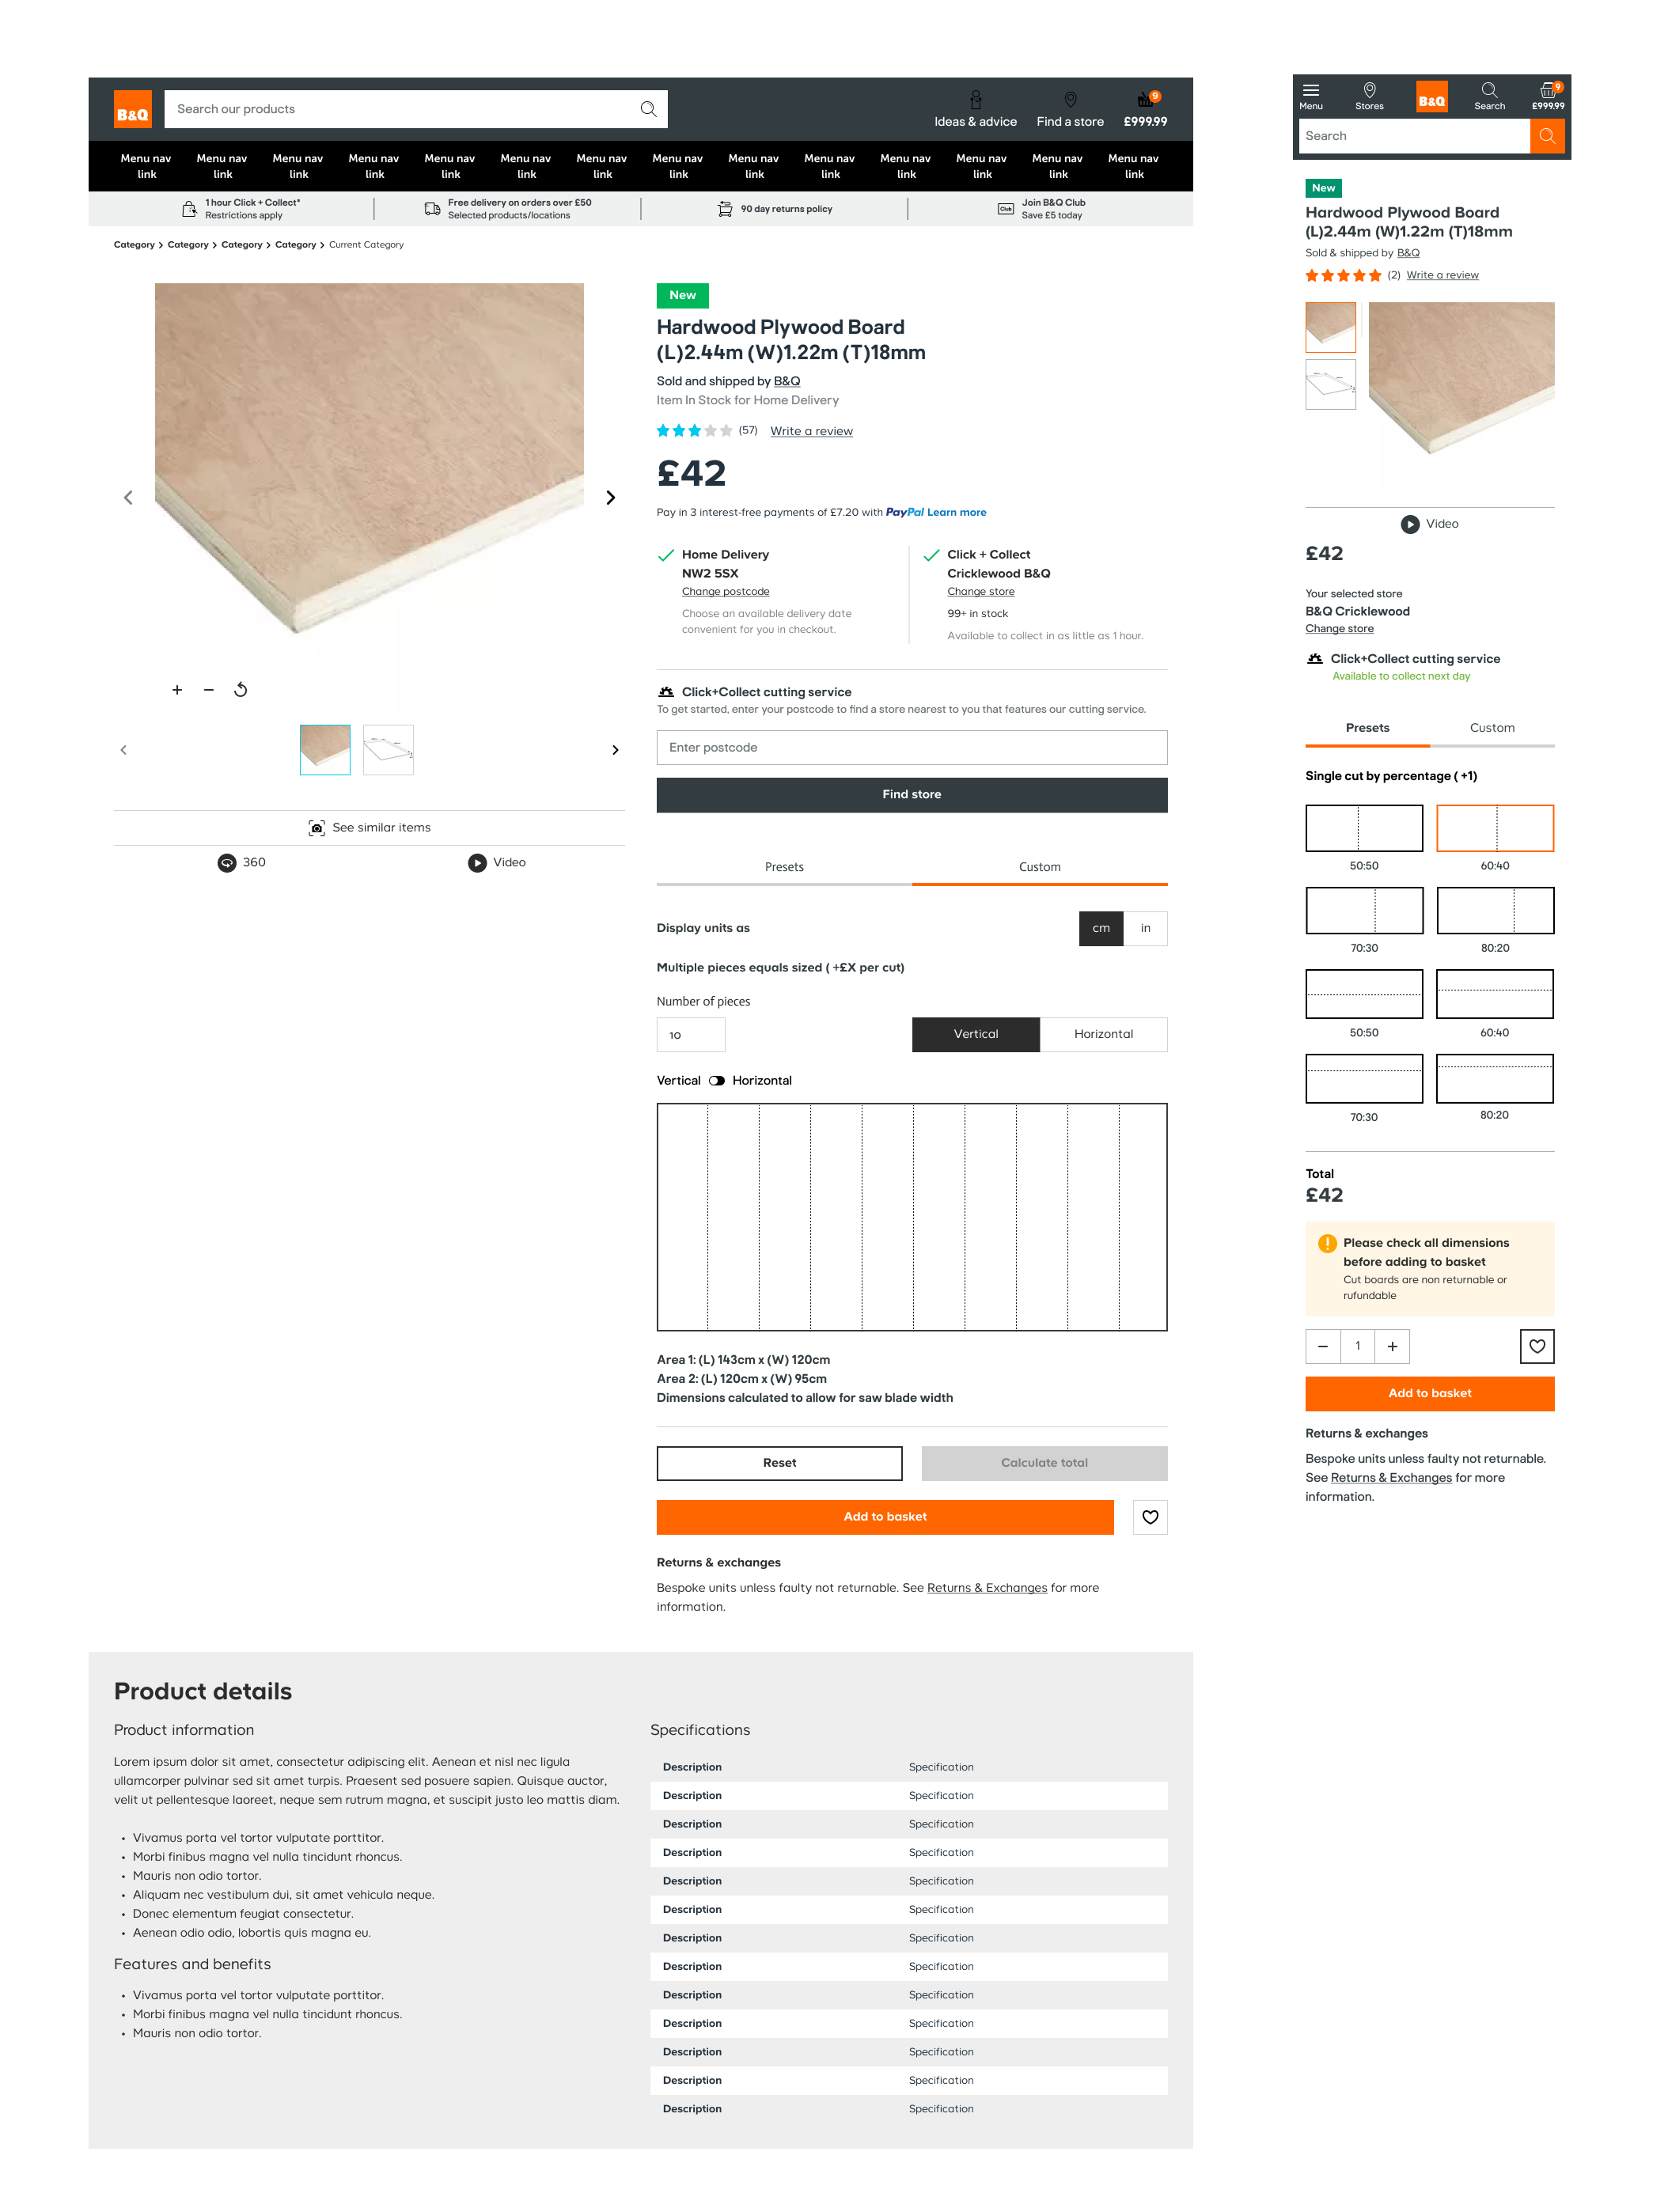 B&Q
Search our products
Ideas & advice
Find a store
9
£999.99
Menu nav link
Menu nav link
Menu nav link
Menu nav link
Menu nav link
Menu nav link
Menu nav link
Menu nav link
Menu nav link
Menu nav link
Menu nav link
Menu nav link
Menu nav link
Menu nav link
1 hour Click + Collect*
Restrictions apply
Free delivery on orders over £50
Selected products/locations
90 day returns policy
Club
Join B&Q Club
Save £5 today
Category
Category
Category
Category
Current Category
See similar items
360
Video
New
Hardwood Plywood Board
(L)2.44m (W)1.22m (T)18mm
Sold and shipped by B&Q
Item In Stock for Home Delivery
(57) Write a review
£42
Pay in 3 interest-free payments of £7.20 with PayPal Learn more
Home Delivery
NW2 5SX
Change postcode
Choose an available delivery date
convenient for you in checkout.
Click + Collect
Cricklewood B&Q
Change store
99+ in stock
Available to collect in as little as 1 hour.
Click+Collect cutting service
To get started, enter your postcode to find a store nearest to you that features our cutting service.
Enter postcode
Find store
Presets
Custom
Display units as
cm
in
Multiple pieces equals sized ( +£X per cut)
Number of pieces
10
Vertical
Horizontal
Vertical
Horizontal
Area 1: (L) 143cm x (W) 120cm
Area 2: (L) 120cm x (W) 95cm
Dimensions calculated to allow for saw blade width
Reset
Calculate total
Add to basket
Returns & exchanges
Bespoke units unless faulty not returnable. See Returns & Exchanges for more
information.
Product details
Product information
Lorem ipsum dolor sit amet, consectetur adipiscing elit. Aenean et nisl nec ligula
ullamcorper pulvinar sed sit amet turpis. Praesent sed posuere sapien. Quisque auctor,
velit ut pellentesque laoreet, neque sem rutrum magna, et suscipit justo leo mattis diam.
• Vivamus porta vel tortor vulputate porttitor.
• Morbi finibus magna vel nulla tincidunt rhoncus.
• Mauris non odio tortor.
• Aliquam nec vestibulum dui, sit amet vehicula neque.
• Donec elementum feugiat consectetur.
• Aenean odio odio, lobortis quis magna eu.
Features and benefits
• Vivamus porta vel tortor vulputate porttitor.
• Morbi finibus magna vel nulla tincidunt rhoncus.
• Mauris non odio tortor.
Specifications
Description Specification
Description Specification
Description Specification
Description Specification
Description Specification
Description Specification
Description Specification
Description Specification
Description Specification
Description Specification
Description Specification
Description Specification
Description Specification
Menu
Stores
B&Q
Search
9
£999.99
Search
New
Hardwood Plywood Board
(L)2.44m (W)1.22m (T)18mm
Sold & shipped by B&Q
(2) Write a review
Video
£42
Your selected store
B&Q Cricklewood
Change store
Click+Collect cutting service
Available to collect next day
Presets
Custom
Single cut by percentage ( +1)
50:50
60:40
70:30
80:20
50:50
60:40
70:30
80:20
Total
£42
Please check all dimensions
before adding to basket
Cut boards are non returnable or
rufundable
1
Add to basket
Returns & exchanges
Bespoke units unless faulty not returnable.
See Returns & Exchanges for more
information.